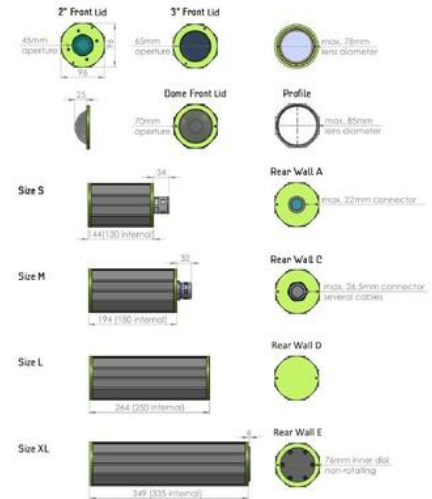 2" Front Lid
3" Front Lid
45mm
aperture
96
96
65mm
aperture
max. 78mm
lens diameter
25
Dome Front Lid
Profile
70mm
aperture
max. 85mm
lens diameter
Size S
34
144(130 internal)
Rear Wall A
max. 22mm connector
Size M
32
194 (180 internal)
Rear Wall C
max. 26.5mm connector
several cables
Size L
264 (250 internal)
Rear Wall D
Size XL
349 (335 internal)
Rear Wall E
76mm inner disk
non-rotating